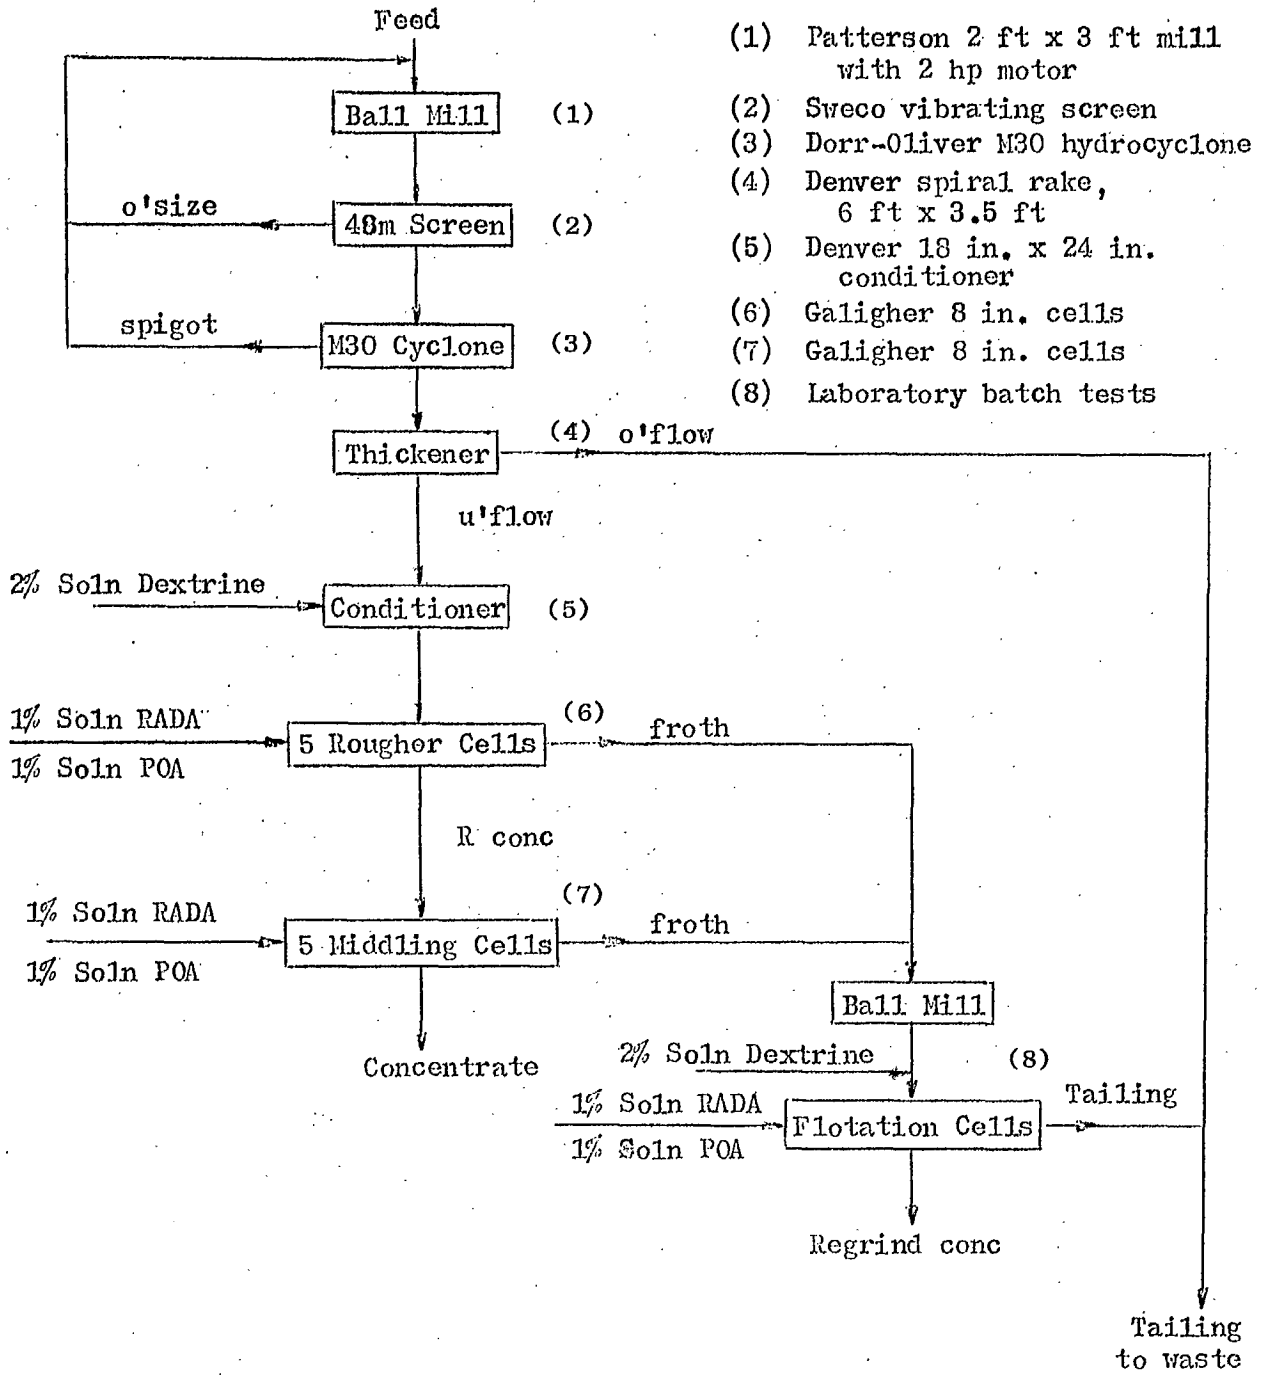 Feed
(1) Patterson 2 ft x 3 ft mill
with 2 hp motor
Ball Mill (1)
(2) Sweco vibrating screen
(3) Dorr-Oliver M30 hydrocyclone
o'size
48m Screen (2)
(4) Denver spiral rake,
6 ft x 3.5 ft
(5) Denver 18 in. x 24 in.
conditioner
spigot
M30 Cyclone (3)
(6) Galigher 8 in. cells
(7) Galigher 8 in. cells
(8) Laboratory batch tests
Thickener
(4) o'flow
u'flow
2% Soln Dextrine
Conditioner (5)
1% Soln RADA
1% Soln POA
5 Rougher Cells
(6) froth
R conc
1% Soln RADA
1% Soln POA
5 Middling Cells
(7) froth
Concentrate
Ball Mill
2% Soln Dextrine
(8)
1% Soln RADA
1% Soln POA
Flotation Cells
Tailing
Regrind conc
Tailing
to waste